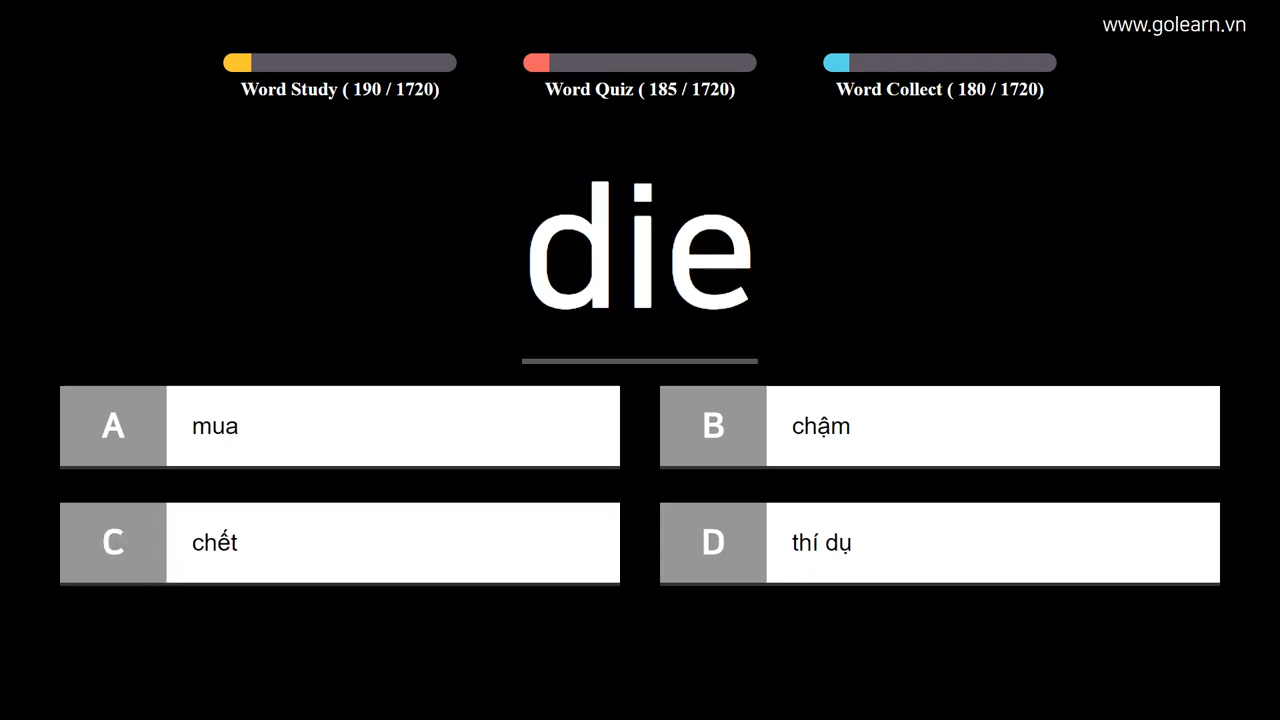 www.golearn.vn
Word Study ( 190 / 1720)
Word Quiz ( 185 / 1720)
Word Collect ( 180 / 1720)
die
A mua
B chậm
C chết
D thí dụ